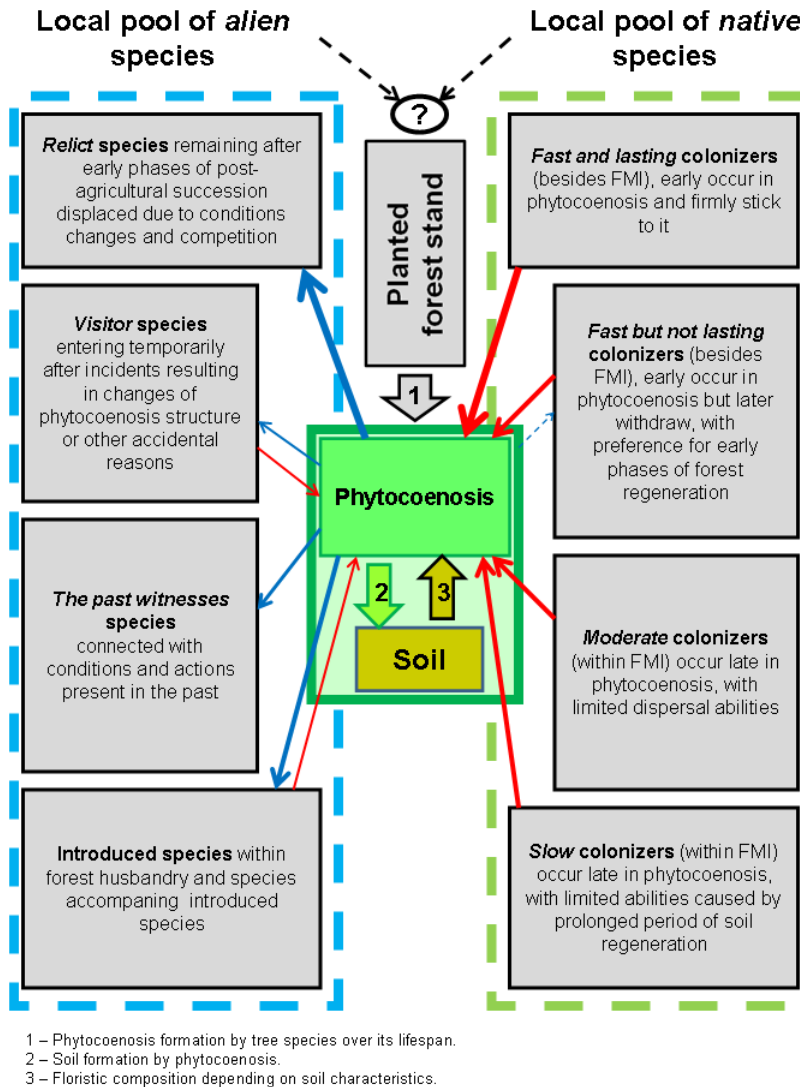 Local pool of alien
species
Local pool of native
species
?
Relict species remaining after
early phases of post-
agricultural succession
displaced due to conditions
changes and competition
Visitor species
entering temporarily
after incidents resulting
in changes of
phytocoenosis structure
or other accidental
reasons
The past witnesses
species
connected with
conditions and actions
present in the past
Introduced species within
forest husbandry and species
accompaning introduced
species
Planted
forest stand
1
Phytocoenosis
2
3
Soil
Fast and lasting colonizers
(besides FMI), early occur in
phytocoenosis and firmly stick
to it
Fast but not lasting
colonizers (besides
FMI), early occur in
phytocoenosis but later
withdraw, with
preference for early
phases of forest
regeneration
Moderate colonizers
(within FMI) occur late in
phytocoenosis, with
limited dispersal abilities
Slow colonizers (within FMI)
occur late in phytocoenosis,
with limited abilities caused by
prolonged period of soil
regeneration
1 – Phytocoenosis formation by tree species over its lifespan.
2 – Soil formation by phytocoenosis.
3 – Floristic composition depending on soil characteristics.